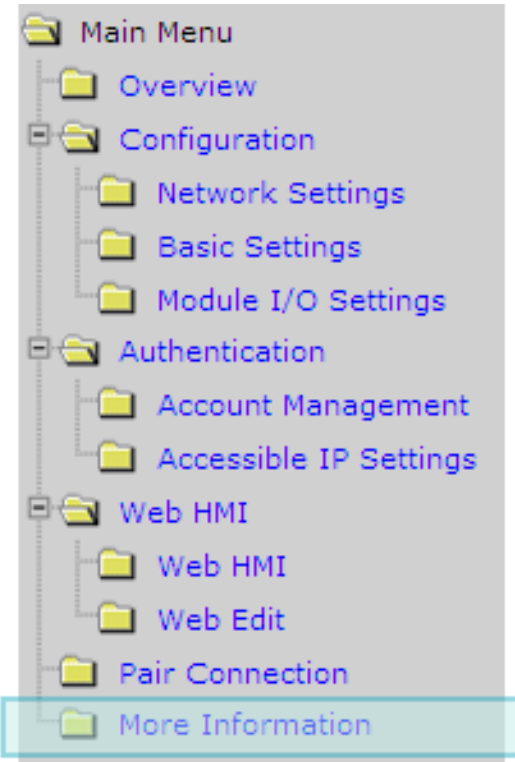 Main Menu
Overview
Configuration
Network Settings
Basic Settings
Module I/O Settings
Authentication
Account Management
Accessible IP Settings
Web HMI
Web HMI
Web Edit
Pair Connection
More Information